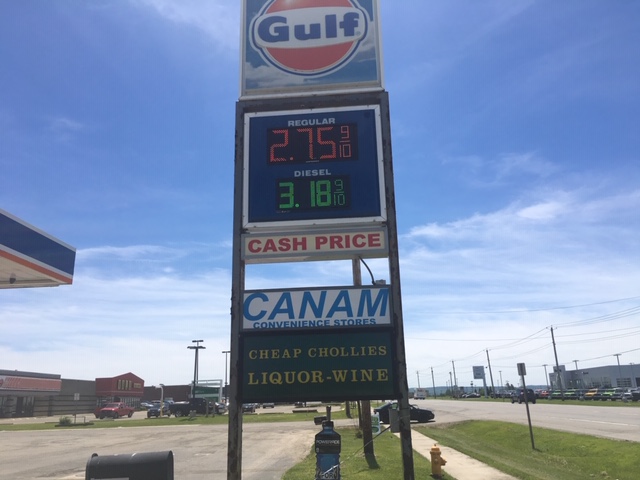 Gulf
REGULAR
2.75 9/10
DIESEL
3.18 9/10
CASH PRICE
CANAM
CONVENIENCE STORES
CHEAP CHOLLIES
LIQUOR-WINE